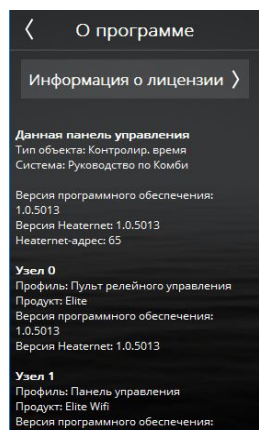 О программе
Информация о лицензии
Данная панель управления
Тип объекта: Контролир. время
Система: Руководство по Комби
Версия программного обеспечения:
1.0.5013
Версия Heaternet: 1.0.5013
Heaternet-адрес: 65
Узел 0
Профиль: Пульт релейного управления
Продукт: Elite
Версия программного обеспечения:
1.0.5013
Версия Heaternet: 1.0.5013
Узел 1
Профиль: Панель управления
Продукт: Elite Wifi
Версия программного обеспечения: